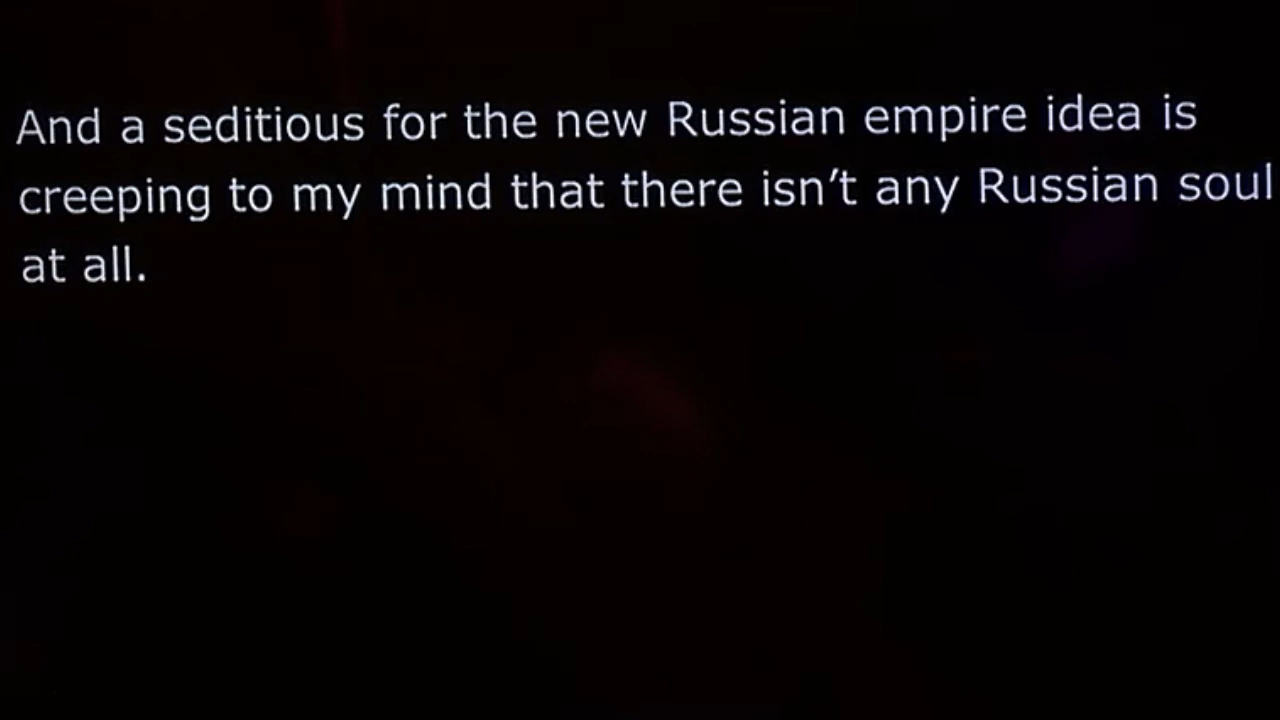 And a seditious for the new Russian empire idea is
creeping to my mind that there isn’t any Russian soul
at all.